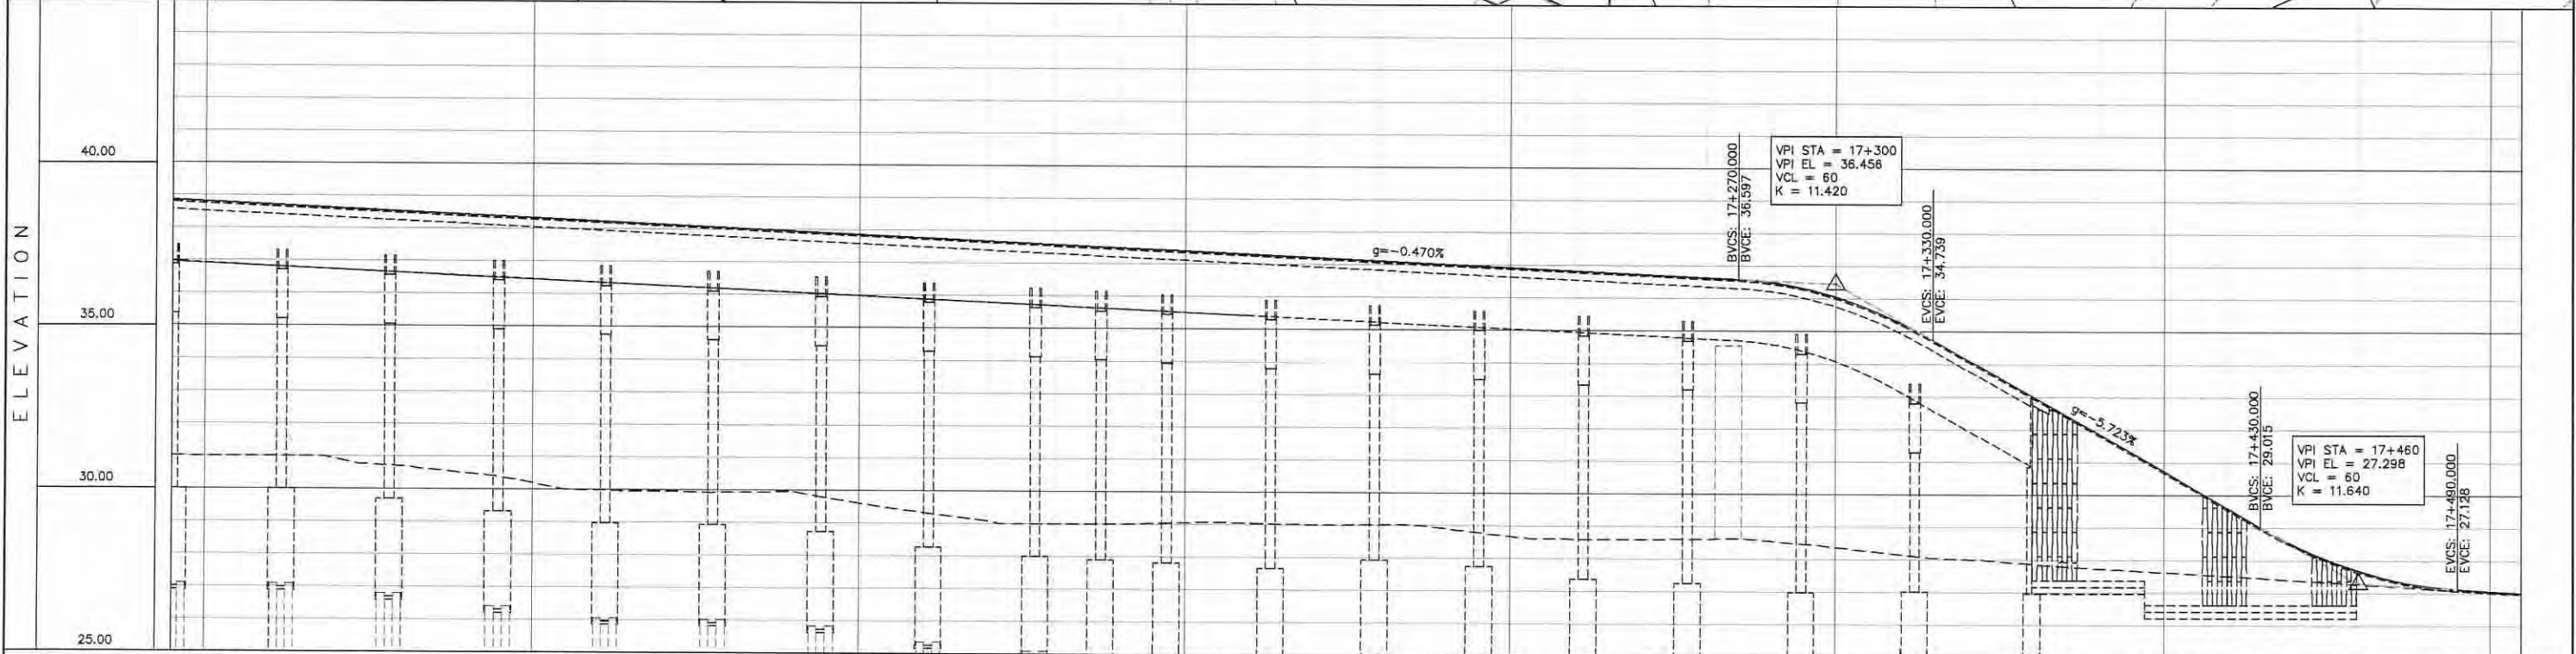 ELEVATION
40.00
35.00
30.00
25.00
g=-0.470%
BVCS: 17+270.000
BVCE: 36.597
VPI STA = 17+300
VPI EL = 36.456
VCL = 60
K = 11.420
EVCS: 17+330.000
EVCE: 34.739
g=-5.723%
BVCS: 17+430.000
BVCE: 29.015
VPI STA = 17+460
VPI EL = 27.298
VCL = 60
K = 11.640
EVCS: 17+490.000
EVCE: 27.128